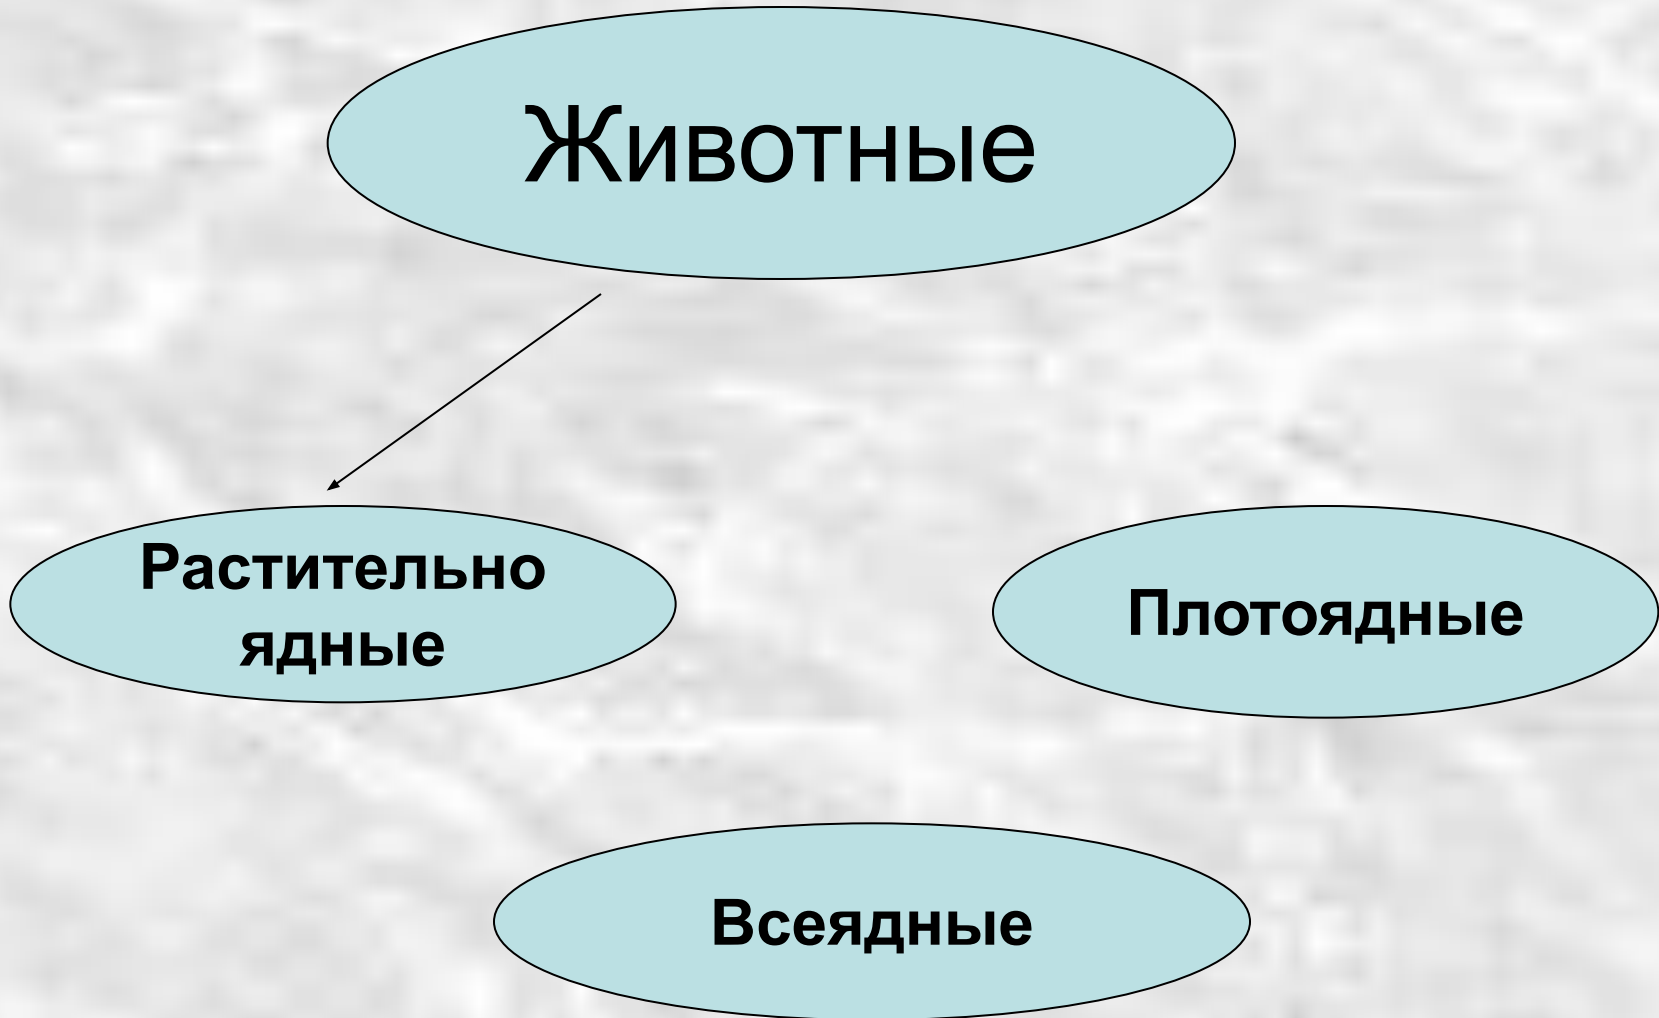 Животные
Растительно
ядные
Плотоядные
Всеядные